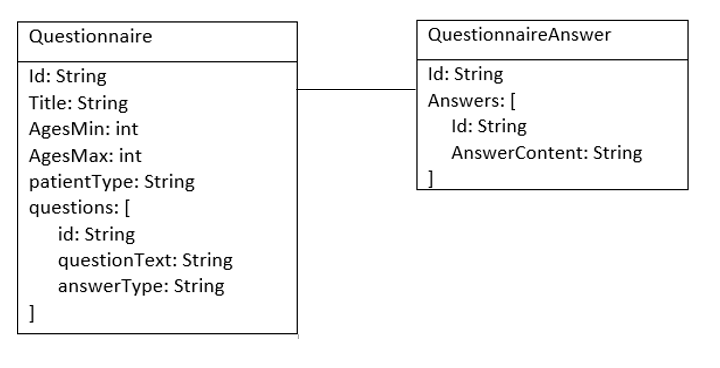 Questionnaire
Id: String
Title: String
AgesMin: int
AgesMax: int
patientType: String
questions: [
id: String
questionText: String
answerType: String
]
QuestionnaireAnswer
Id: String
Answers: [
Id: String
AnswerContent: String
]